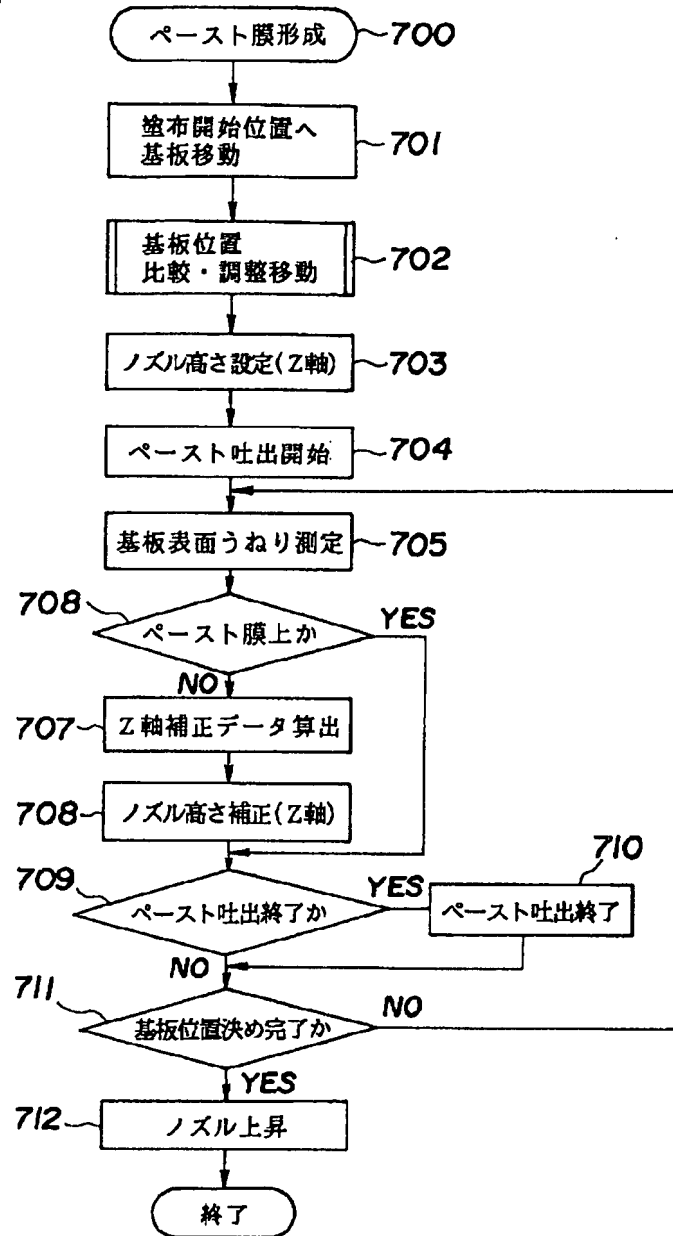 ペースト膜形成
700
塗布開始位置へ
基板移動
701
基板位置
比較・調整移動
702
ノズル高さ設定(Z軸)
703
ペースト吐出開始
704
基板表面うねり測定
705
708
ペースト膜上か
YES
NO
707
Z軸補正データ算出
708
ノズル高さ補正(Z軸)
709
ペースト吐出終了か
YES
710
ペースト吐出終了
NO
711
基板位置決め完了か
NO
YES
712
ノズル上昇
終了